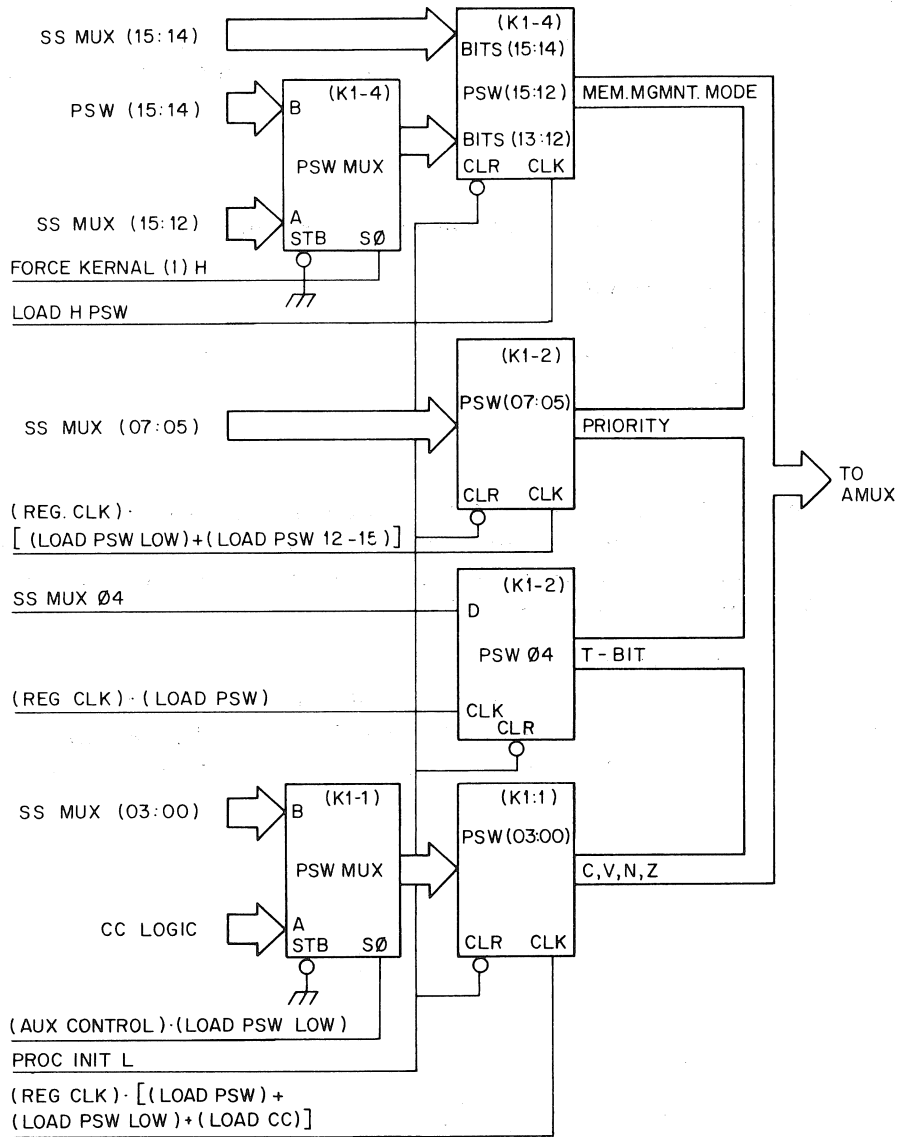 SS MUX (15:14)
(K1-4)
BITS (15:14)
PSW (15:12)
BITS (13:12)
CLR CLK
MEM.MGMNT. MODE
PSW (15:14)
B
(K1-4)
PSW MUX
SS MUX (15:12)
A
STB SØ
FORCE KERNAL (1) H
LOAD H PSW
(K1-2)
PSW(07:05)
CLR CLK
SS MUX (07:05)
PRIORITY
TO
AMUX
(REG. CLK) ·
[ (LOAD PSW LOW)+(LOAD PSW 12-15)]
SS MUX Ø4
(K1-2)
D
PSW Ø4
CLK
CLR
T-BIT
(REG CLK) · (LOAD PSW)
SS MUX (03:00)
B
(K1-1)
PSW MUX
CC LOGIC
A
STB SØ
(K1:1)
PSW(03:00)
CLR CLK
C,V,N,Z
(AUX CONTROL)·(LOAD PSW LOW)
PROC INIT L
(REG CLK)· [(LOAD PSW) +
(LOAD PSW LOW)+(LOAD CC)]